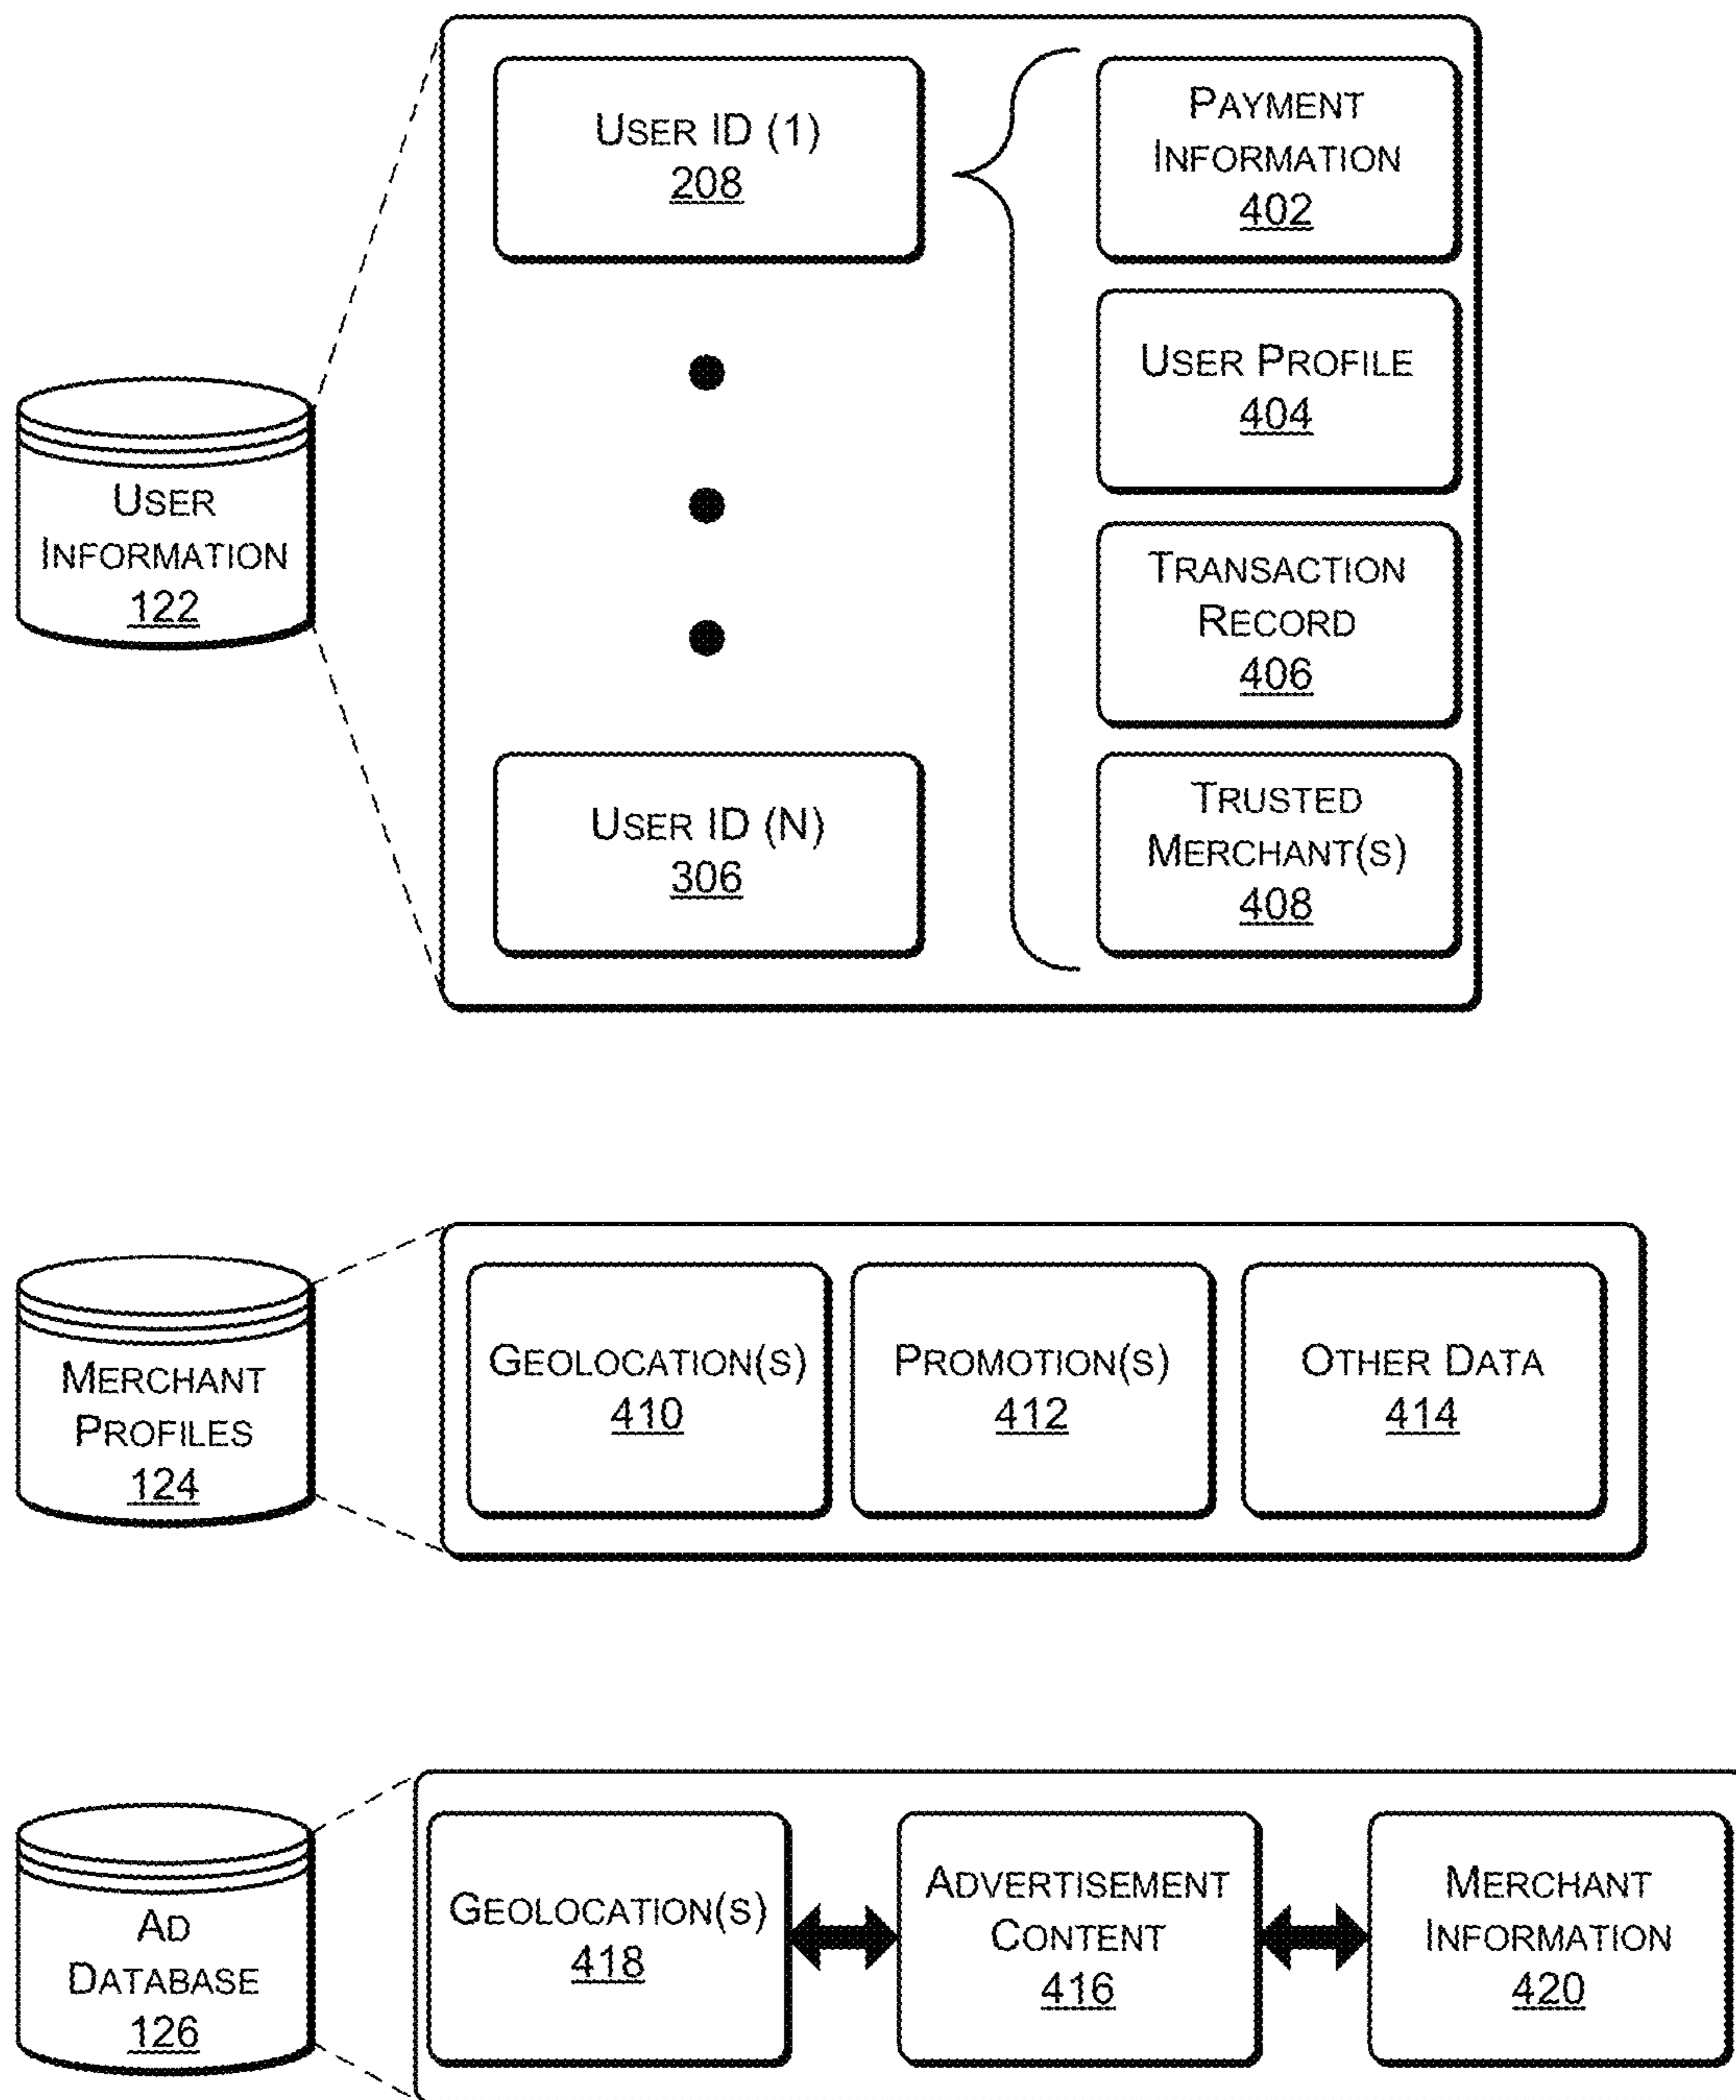 USER ID (1)
208
PAYMENT
INFORMATION
402
USER PROFILE
404
USER
INFORMATION
122
TRANSACTION
RECORD
406
USER ID (N)
306
TRUSTED
MERCHANT(S)
408
MERCHANT
PROFILES
124
GEOLOCATION(S)
410
PROMOTION(S)
412
OTHER DATA
414
AD
DATABASE
126
GEOLOCATION(S)
418
ADVERTISEMENT
CONTENT
416
MERCHANT
INFORMATION
420